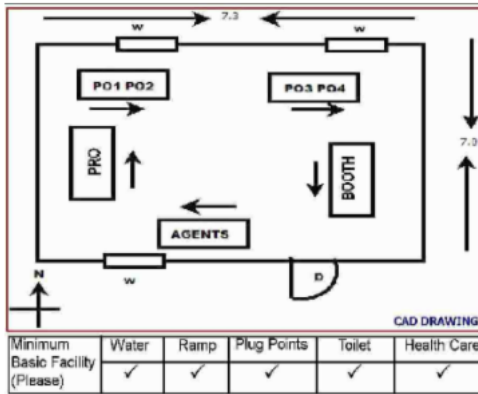 7.3
W W
PO1 PO2 PO3 PO4
7.0
PRO BOOTH
AGENTS
N W D
CAD DRAWING
Minimum Basic Facility (Please) Water Ramp Plug Points Toilet Health Care
✓ ✓ ✓ ✓ ✓